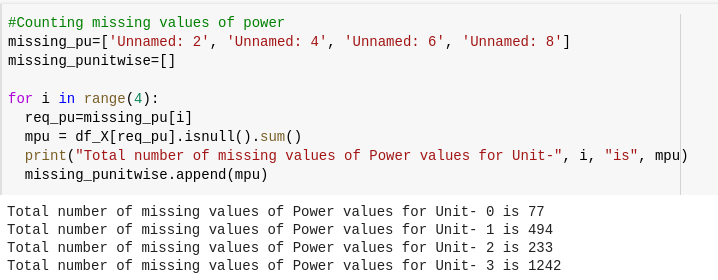 #Counting missing values of power
missing_pu=['Unnamed: 2', 'Unnamed: 4', 'Unnamed: 6', 'Unnamed: 8']
missing_punitwise=[]
for i in range(4):
  req_pu=missing_pu[i]
  mpu = df_X[req_pu].isnull().sum()
  print("Total number of missing values of Power values for Unit-", i, "is", mpu)
  missing_punitwise.append(mpu)
Total number of missing values of Power values for Unit- 0 is 77
Total number of missing values of Power values for Unit- 1 is 494
Total number of missing values of Power values for Unit- 2 is 233
Total number of missing values of Power values for Unit- 3 is 1242